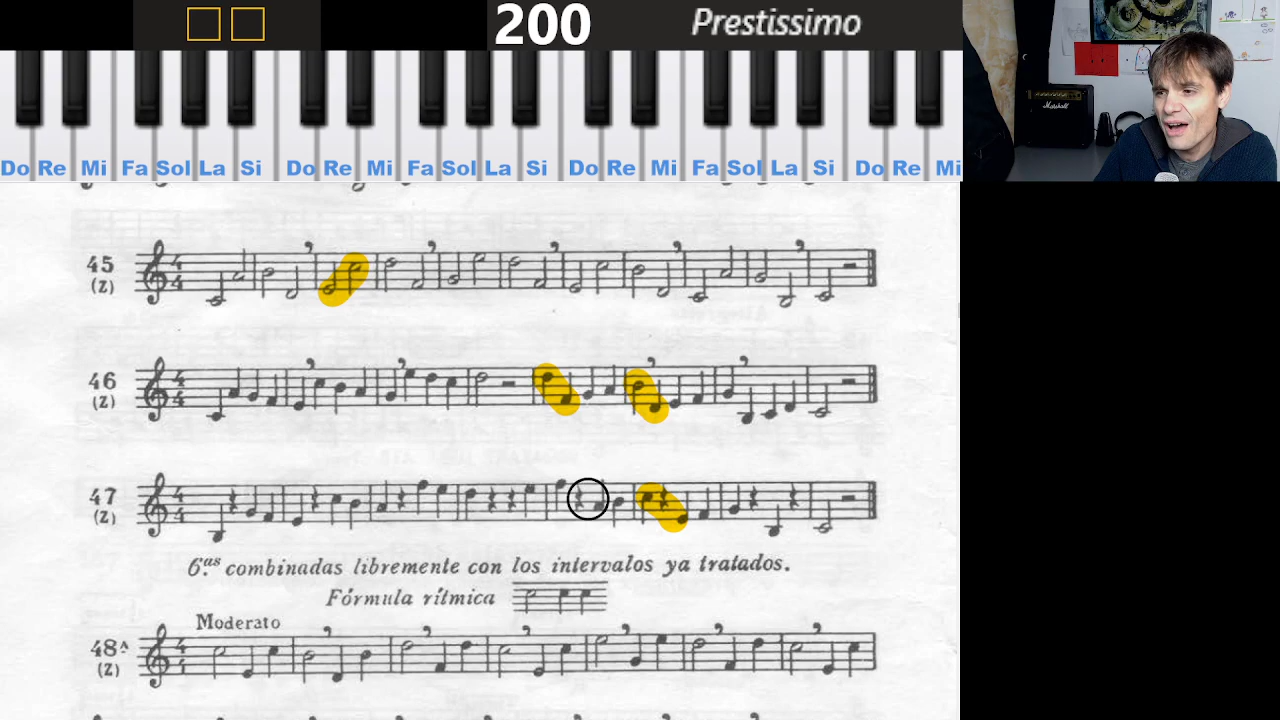 200 Prestissimo
Marshall
Do Re Mi Fa Sol La Si Do Re Mi Fa Sol La Si Do Re Mi Fa Sol La Si Do Re Mi
45
(Z)
46
(Z)
47
(Z)
6.as combinadas libremente con los intervalos ya tratados.
Fórmula rítmica
Moderato
48ª
(Z)